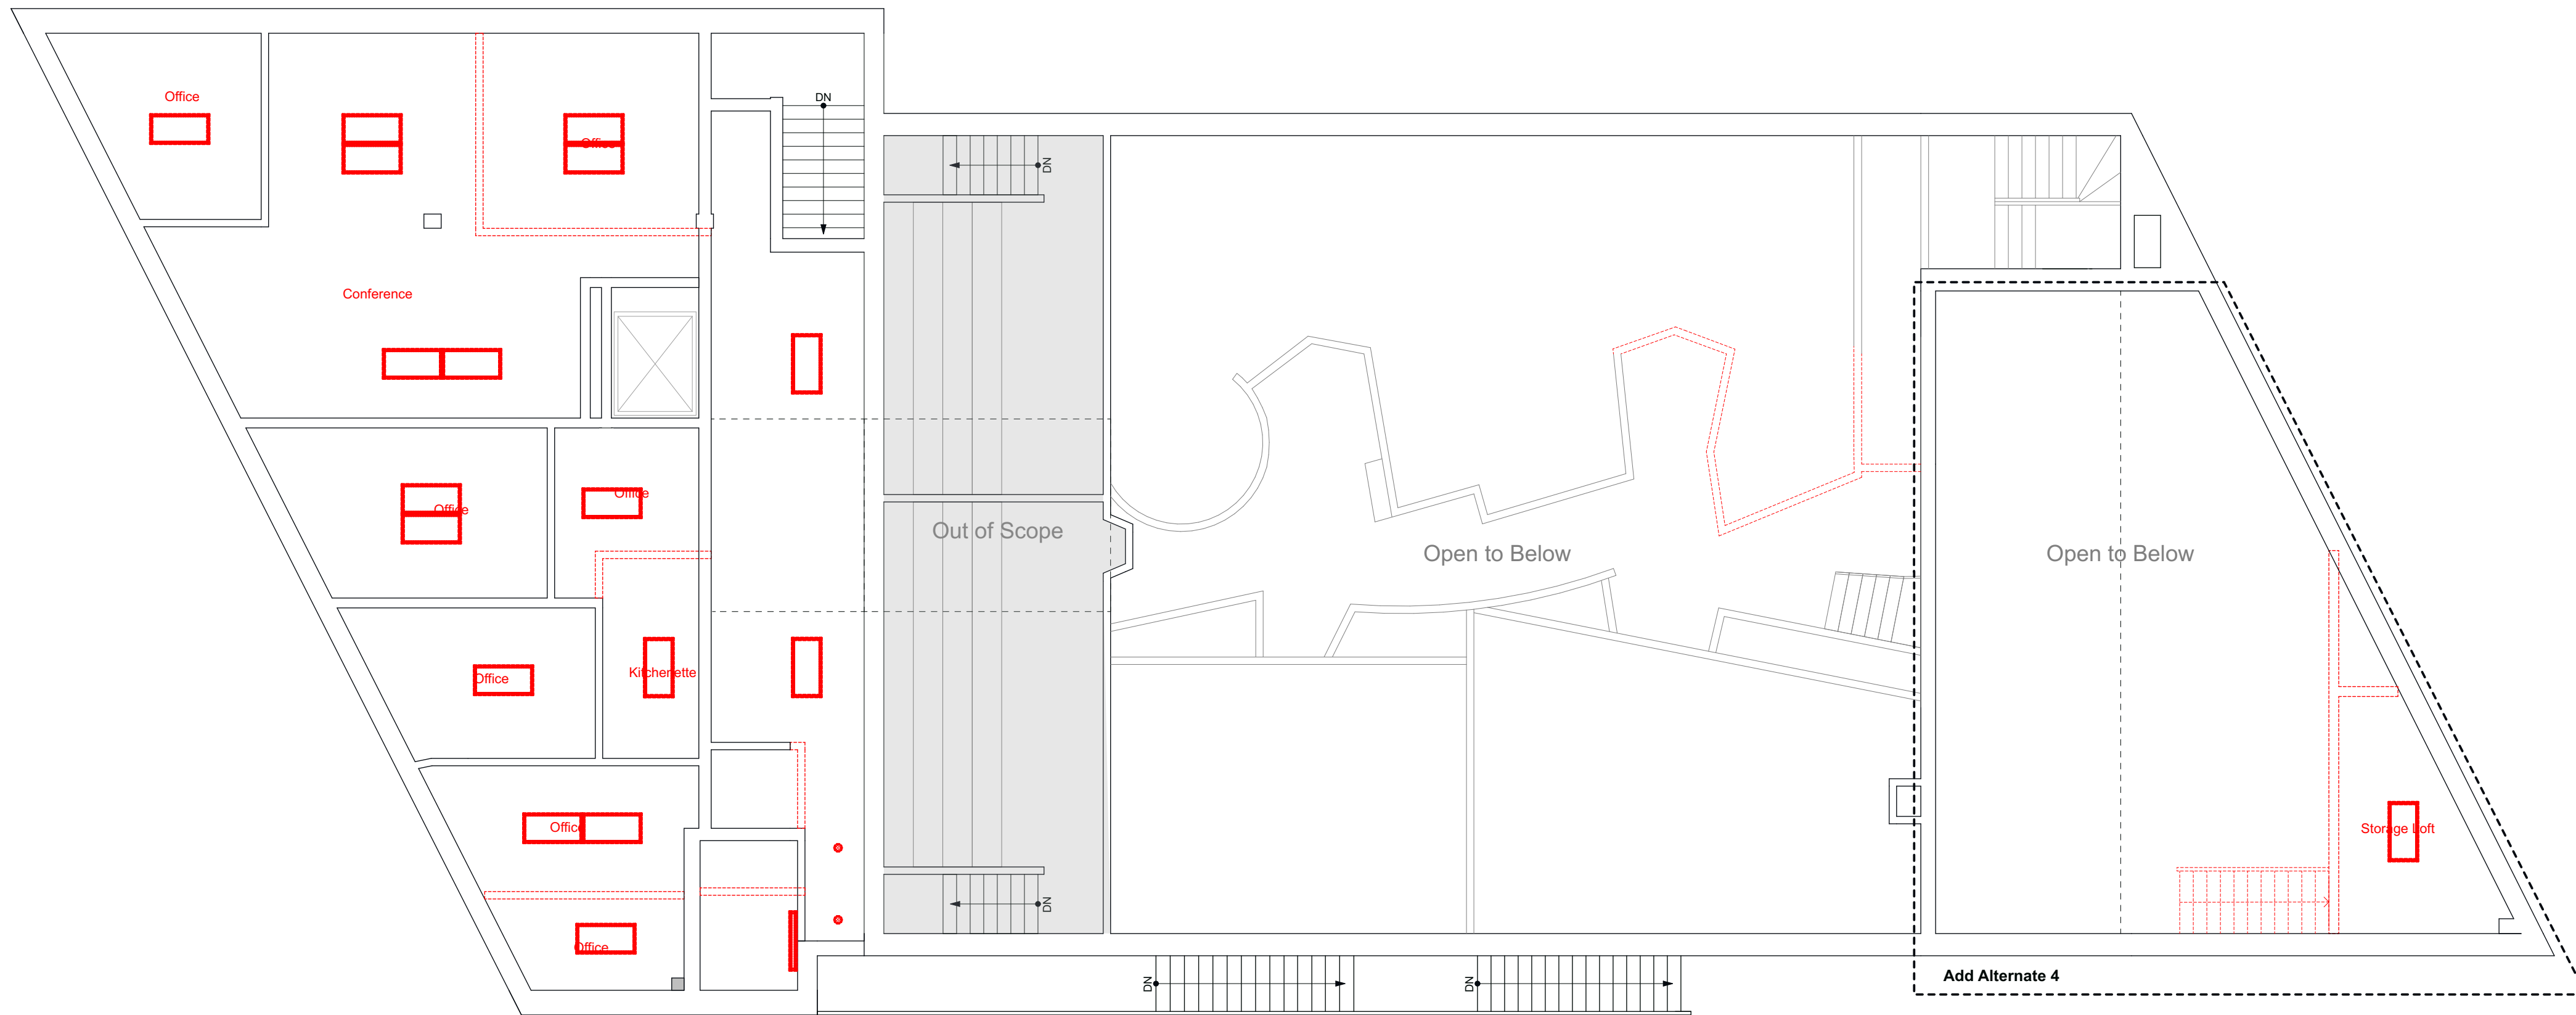 Office
DN
Office
DN
Conference
Office
Office
Out of Scope
Open to Below
Open to Below
Office
Kitchenette
Office
Storage Loft
DN
Office
Add Alternate 4
DN
DN